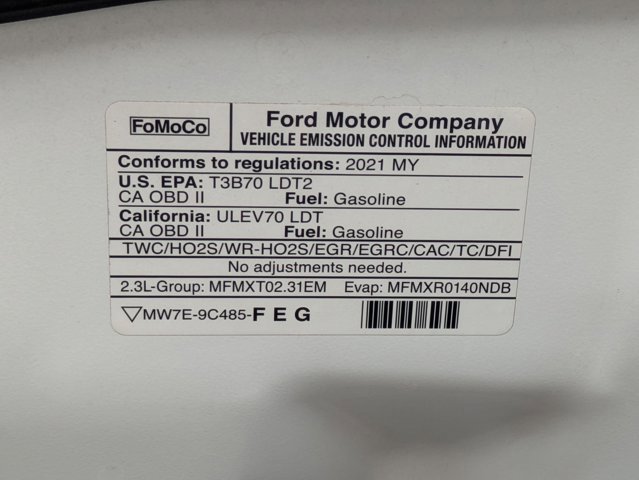 FoMoCo
Ford Motor Company
VEHICLE EMISSION CONTROL INFORMATION
Conforms to regulations: 2021 MY
U.S. EPA: T3B70 LDT2
CA OBD II Fuel: Gasoline
California: ULEV70 LDT
CA OBD II Fuel: Gasoline
TWC/HO2S/WR-HO2S/EGR/EGRC/CAC/TC/DFI
No adjustments needed.
2.3L-Group: MFMXT02.31EM Evap: MFMXR0140NDB
MW7E-9C485-F E G